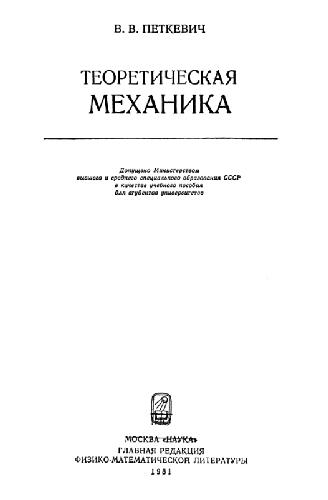 В. В. ПЕТКЕВИЧ
ТЕОРЕТИЧЕСКАЯ
МЕХАНИКА
Допущено Министерством
высшего и среднего специального образования СССР
в качестве учебного пособия
для студентов университетов
МОСКВА «НАУКА»
ГЛАВНАЯ РЕДАКЦИЯ
ФИЗИКО-МАТЕМАТИЧЕСКОЙ ЛИТЕРАТУРЫ
1981